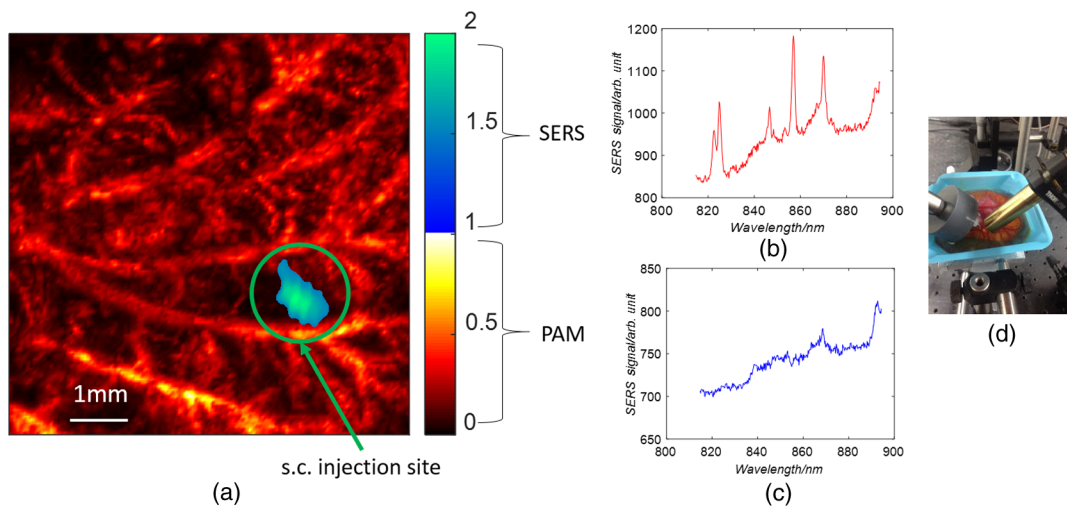 2
1.5
SERS
1
0.5
PAM
0
1mm
s.c. injection site
(a)
SERS signal/arb. unit
1200
1100
1000
900
800
800 820 840 860 880 900
Wavelength/nm
(b)
SERS signal/arb. unit
850
800
750
700
650
800 820 840 860 880 900
Wavelength/nm
(c)
(d)